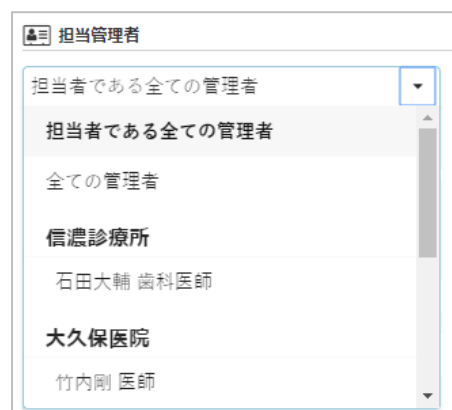 担当管理者
担当者である全ての管理者
担当者である全ての管理者
全ての管理者
信濃診療所
石田大輔 歯科医師
大久保医院
竹内剛 医師